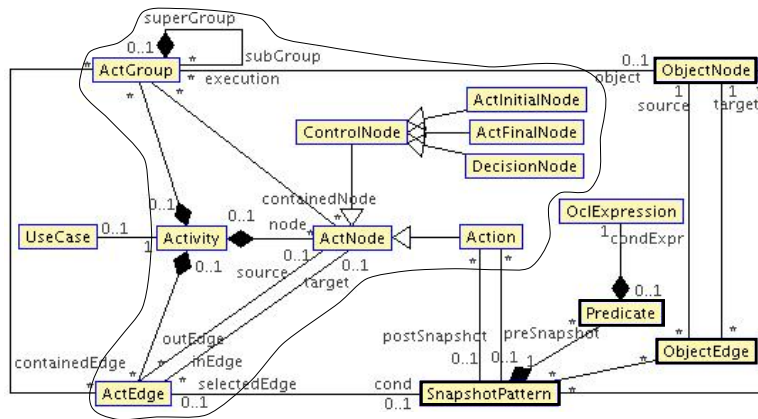 superGroup
0..1
*
*
subGroup
ActGroup
*
*
execution
*
*
0..1
object
ObjectNode
1
source
1
target
ActInitialNode
ControlNode
ActFinalNode
DecisionNode
containedNode
*
0..1
0..1
node
*
UseCase
0..1
1
Activity
ActNode
Action
OclExpression
1
condExpr
0..1
source
0..1
target
0..1
*
*
0..1
Predicate
outEdge
inEdge
postSnapshot
preSnapshot
*
*
*
ObjectEdge
containedEdge
*
*
*
selectedEdge
0..1
0..1
0..1
1
cond
0..1
*
*
*
ActEdge
SnapshotPattern